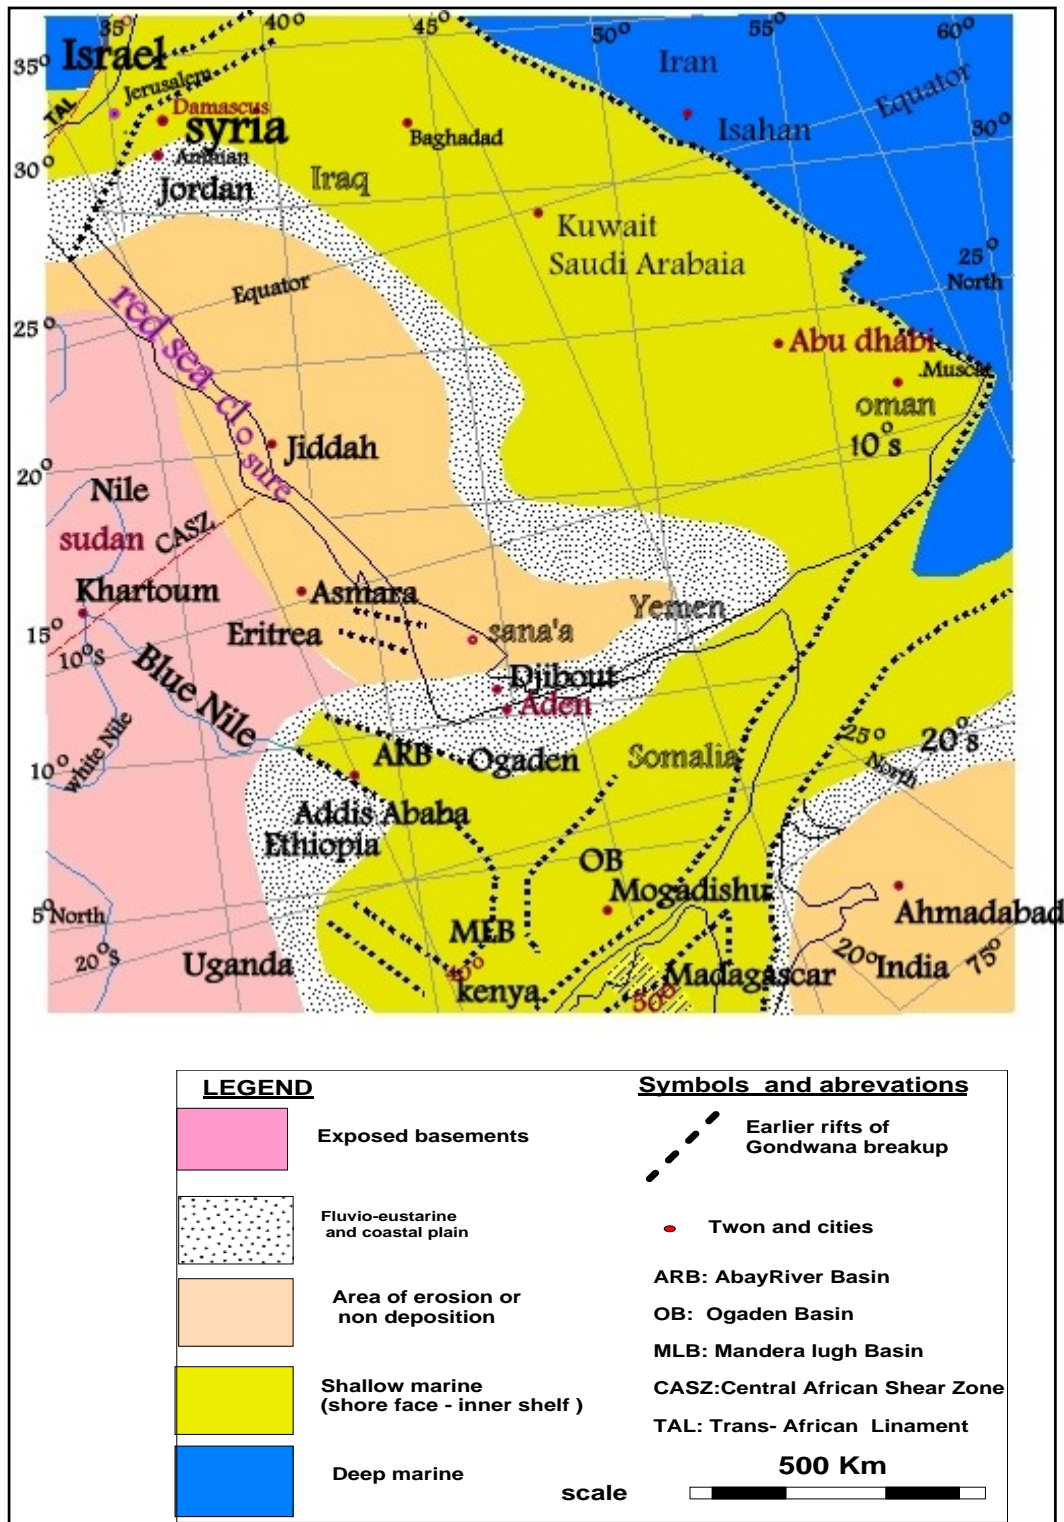 35°
40°
45°
50°
55°
60°
Israel
Iran
Equator
35°
Jerusalem
TAL
Damascus
syria
Baghadad
Isahan
30°
30°
Amman
Jordan
Iraq
Kuwait
Saudi Arabaia
25°
North
Equator
red sea closure
25°
Abu dhabi
.Muscat
oman
10°s
Jiddah
20°
Nile
sudan
CASZ
Khartoum
Asmara
Yemen
15°
Eritrea
sana'a
10°s
Blue Nile
Djibout
Aden
white Nile
ARB
Ogaden
Somalia
25°
North
20°s
10°
Addis Ababa
Ethiopia
OB
Mogadishu
Ahmadabad
5°North
MLB
20°s
Uganda
40°
kenya
Madagascar
50°
20°
India
75°
LEGEND
Exposed basements
Fluvio-eustarine
and coastal plain
Area of erosion or
non deposition
Shallow marine
(shore face - inner shelf )
Deep marine
Symbols and abrevations
Earlier rifts of
Gondwana breakup
Twon and cities
ARB: AbayRiver Basin
OB: Ogaden Basin
MLB: Mandera lugh Basin
CASZ:Central African Shear Zone
TAL: Trans- African Linament
500 Km
scale